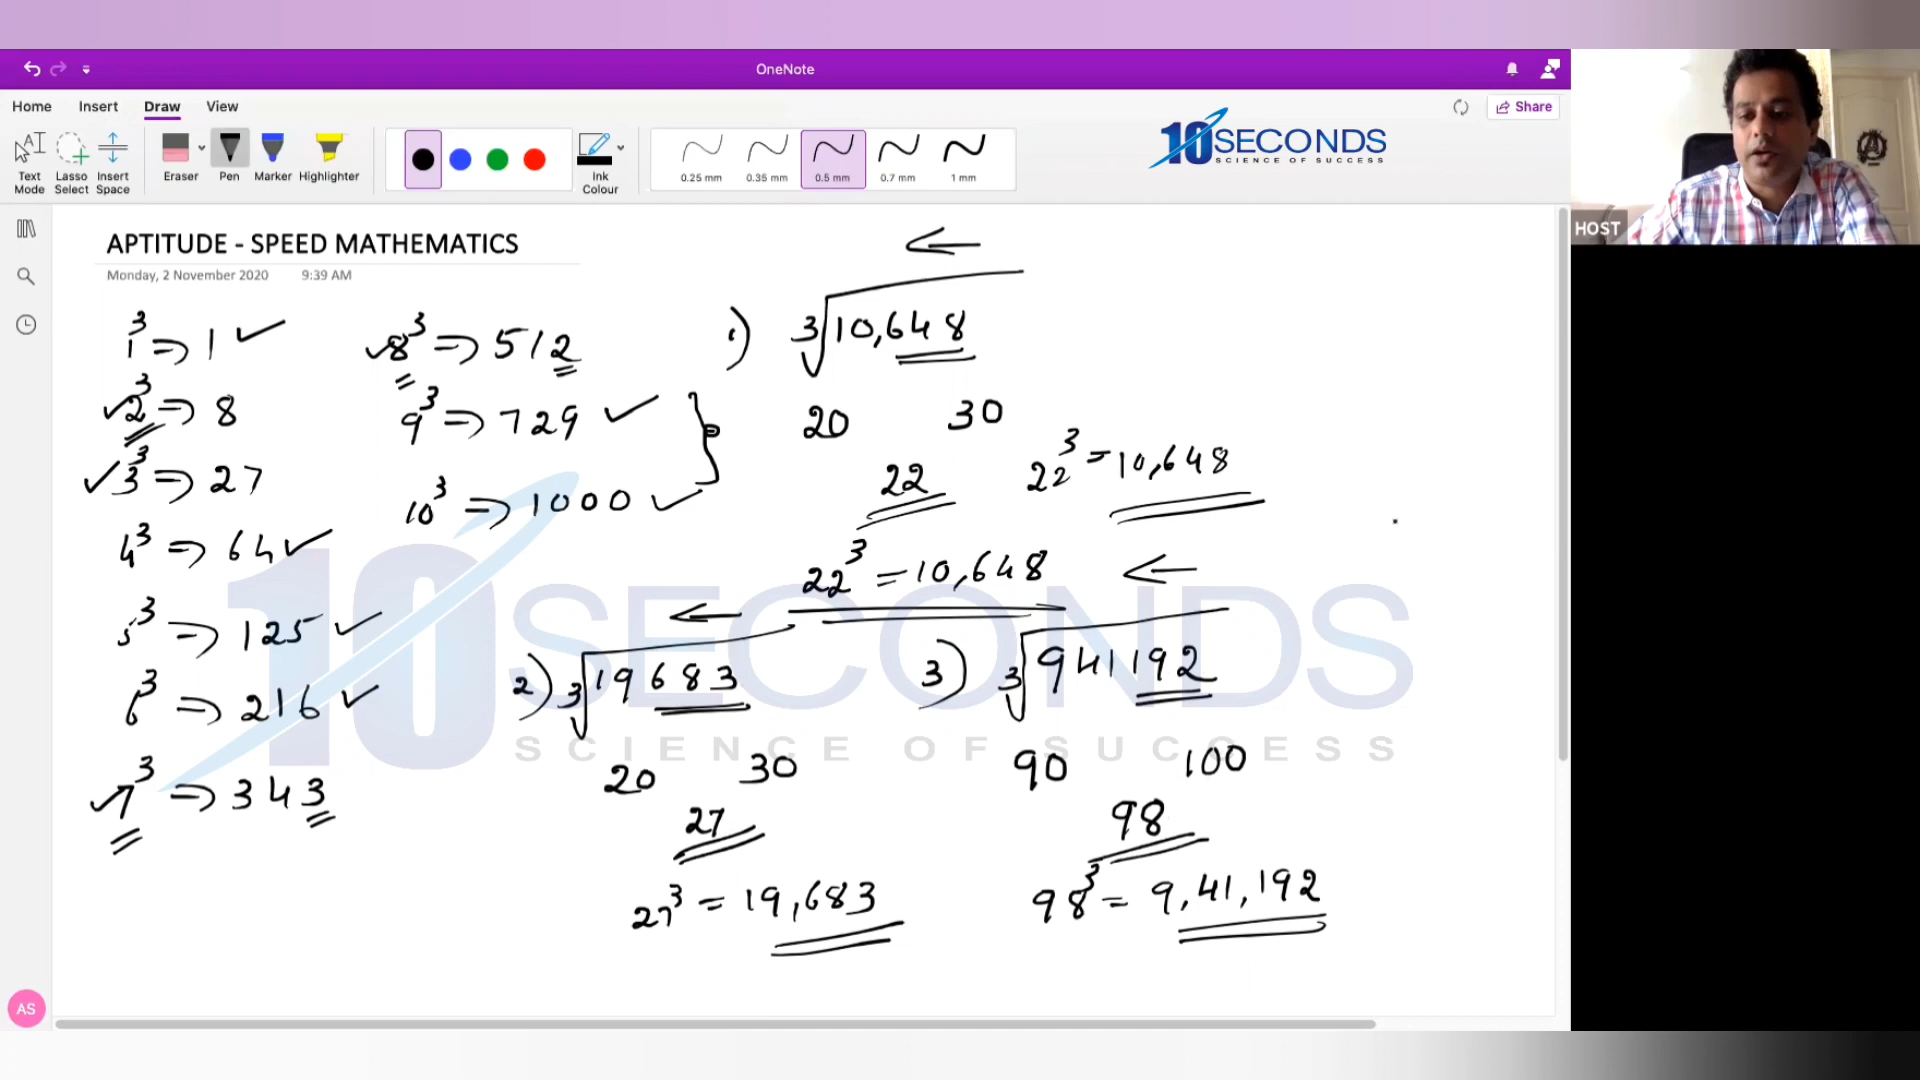 OneNote
Home Insert Draw View
Share
Text Mode
Lasso Select
Insert Space
Eraser
Pen
Marker
Highlighter
Ink Colour
0.25 mm
0.35 mm
0.5 mm
0.7 mm
1 mm
10SECONDS
SCIENCE OF SUCCESS
HOST
APTITUDE - SPEED MATHEMATICS
Monday, 2 November 2020 9:39 AM
1³ => 1 ✓
✓2³ => 8
✓3³ => 27
4³ => 64 ✓
5³ => 125 ✓
6³ => 216 ✓
✓7³ => 343
✓8³ => 512
9³ => 729 ✓
10³ => 1000 ✓
←
1) ∛10,648
20 30
22
22³ = 10,648
22³ = 10,648
←
2) ∛19683
20 30
27
27³ = 19,683
←
3) ∛941192
90 100
98
98³ = 9,41,192
10SECONDS
SCIENCE OF SUCCESS
AS